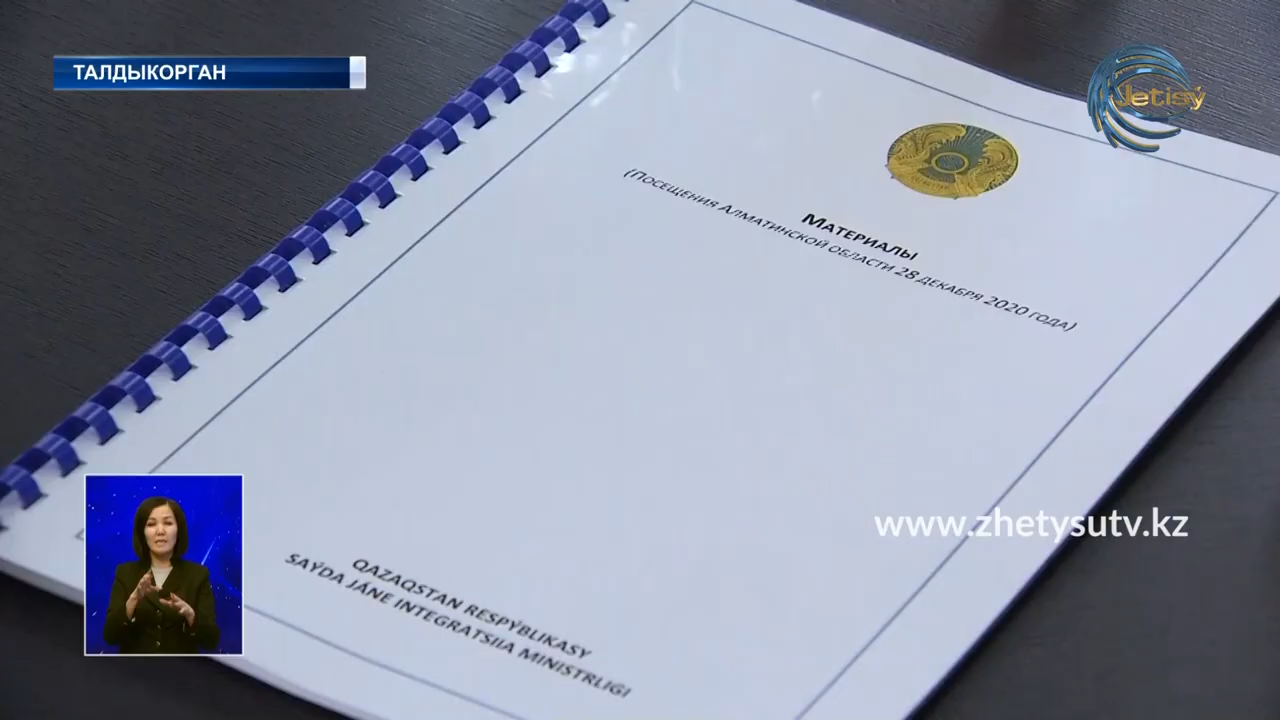 ТАЛДЫКОРГАН
Jetisý
МАТЕРИАЛЫ
(ПОСЕЩЕНИЯ АЛМАТИНСКОЙ ОБЛАСТИ 28 ДЕКАБРЯ 2020 ГОДА)
www.zhetysutv.kz
QAZAQSTAN RESPÝBLIKASY
SAÝDA JÁNE INTEGRATSIIA MINISTRLIGI